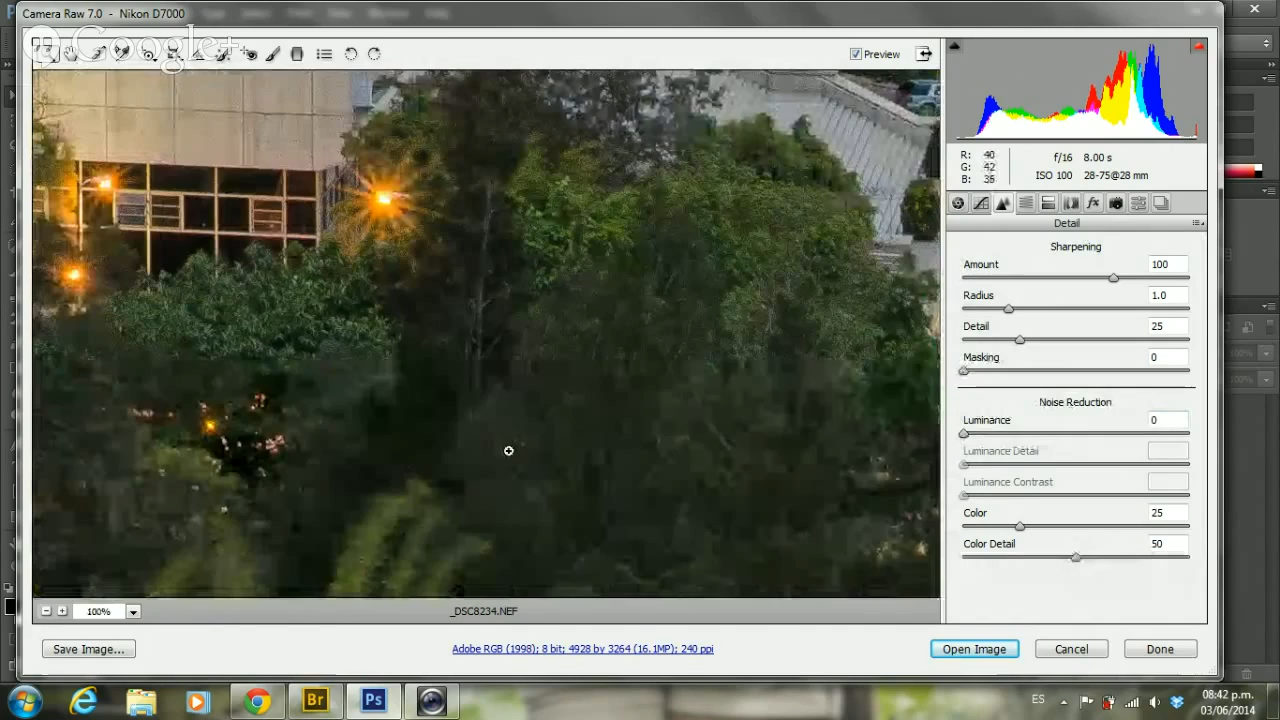 Camera Raw 7.0 - Nikon D7000
Google+
Preview
R: 40
G: 42
B: 35
f/16 8.00 s
ISO 100 28-75@28 mm
Detail
Sharpening
Amount 100
Radius 1.0
Detail 25
Masking 0
Noise Reduction
Luminance 0
Luminance Detail
Luminance Contrast
Color 25
Color Detail 50
100%
_DSC8234.NEF
Save Image...
Adobe RGB (1998); 8 bit; 4928 by 3264 (16.1MP); 240 ppi
Open Image
Cancel
Done
Br
Ps
ES
08:42 p.m.
03/06/2014